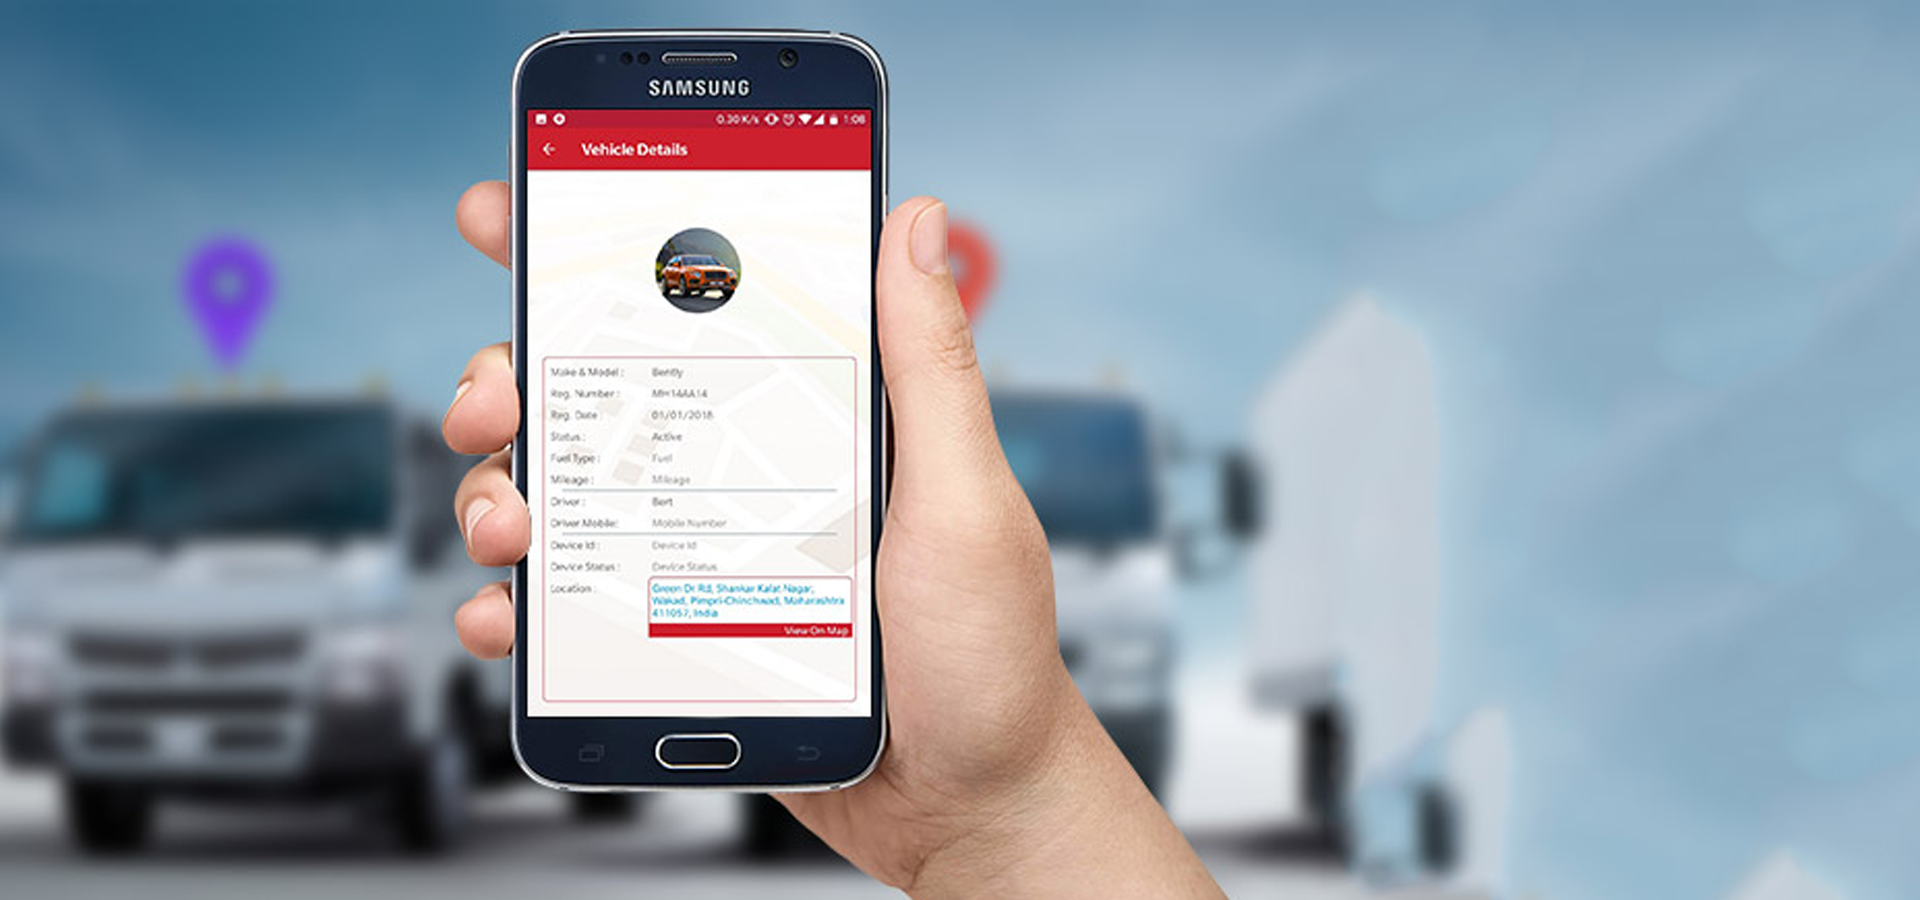 SAMSUNG
0.30 K/s 1:08
Vehicle Details
Make & Model : Bently
Reg. Number : MH14AA14
Reg. Date : 01/01/2018
Status : Active
Fuel Type : Fuel
Mileage : Mileage
Driver : Bert
Driver Mobile: Mobile Number
Device Id : Device Id
Device Status: Device Status
Location : Green Dr Rd, Shankar Kalat Nagar,
Wakad, Pimpri-Chinchwad, Maharashtra
411057, India
View On Map